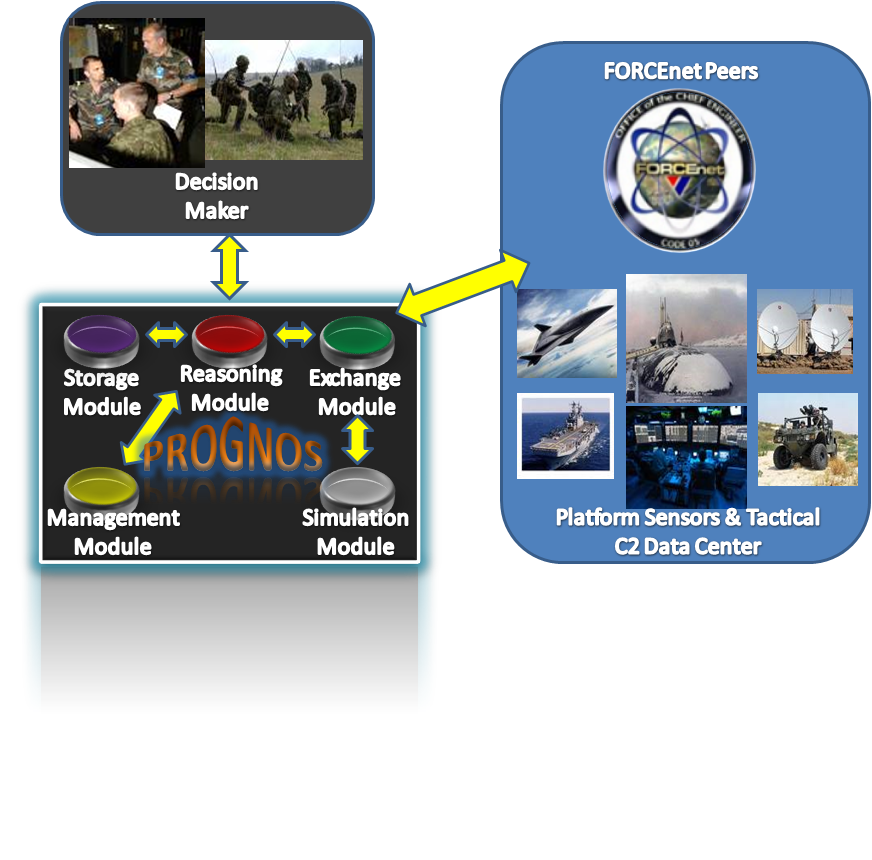 Decision
Maker
FORCEnet Peers
OFFICE of the CHIEF ENGINEER
FORCEnet
CODE 05
Storage
Module
Reasoning
Module
Exchange
Module
PROGNOS
Management
Module
Simulation
Module
Platform Sensors & Tactical
C2 Data Center